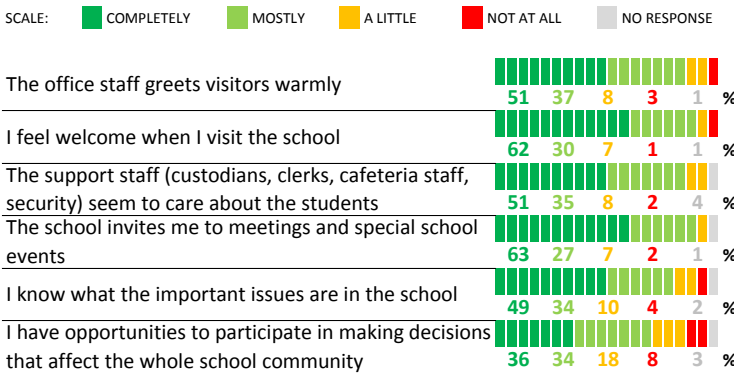 SCALE: COMPLETELY MOSTLY A LITTLE NOT AT ALL NO RESPONSE
The office staff greets visitors warmly
51 37 8 3 1 %
I feel welcome when I visit the school
62 30 7 1 1 %
The support staff (custodians, clerks, cafeteria staff,
security) seem to care about the students
51 35 8 2 4 %
The school invites me to meetings and special school
events
63 27 7 2 1 %
I know what the important issues are in the school
49 34 10 4 2 %
I have opportunities to participate in making decisions
that affect the whole school community
36 34 18 8 3 %